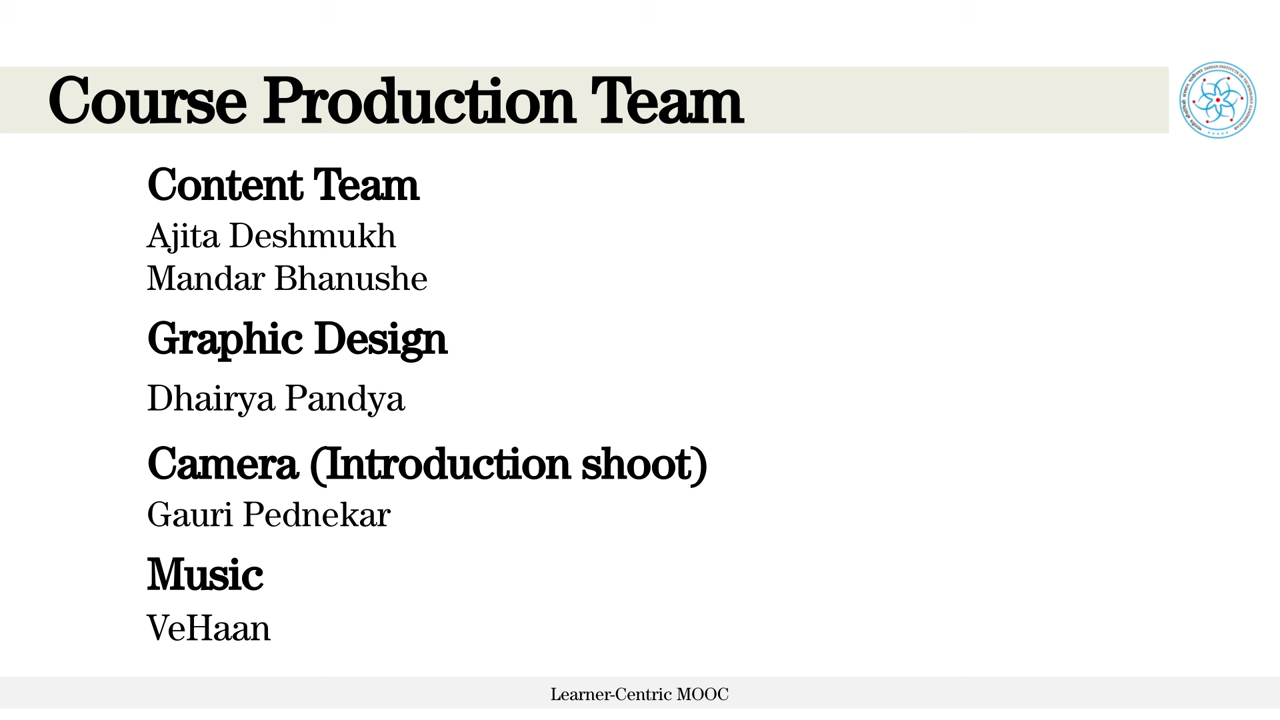 Course Production Team
Content Team
Ajita Deshmukh
Mandar Bhanushe
Graphic Design
Dhairya Pandya
Camera (Introduction shoot)
Gauri Pednekar
Music
VeHaan
Learner-Centric MOOC